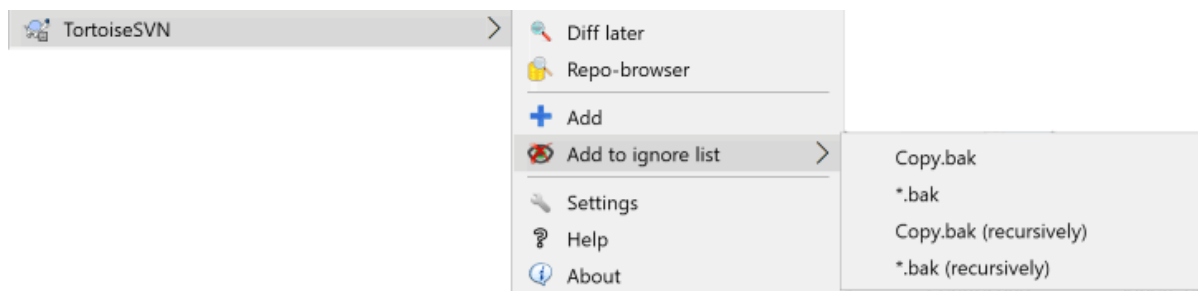 TortoiseSVN
Diff later
Repo-browser
Add
Add to ignore list
Copy.bak
*.bak
Copy.bak (recursively)
*.bak (recursively)
Settings
Help
About